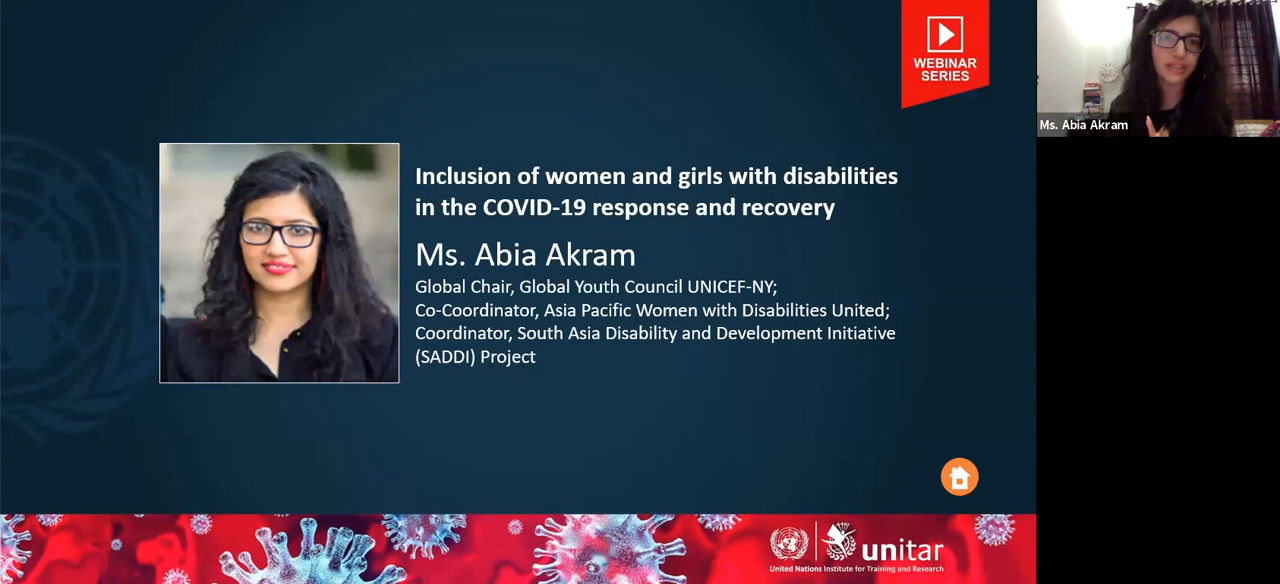 WEBINAR
SERIES
Ms. Abia Akram
Inclusion of women and girls with disabilities
in the COVID-19 response and recovery
Ms. Abia Akram
Global Chair, Global Youth Council UNICEF-NY;
Co-Coordinator, Asia Pacific Women with Disabilities United;
Coordinator, South Asia Disability and Development Initiative
(SADDI) Project
unitar
United Nations Institute for Training and Research